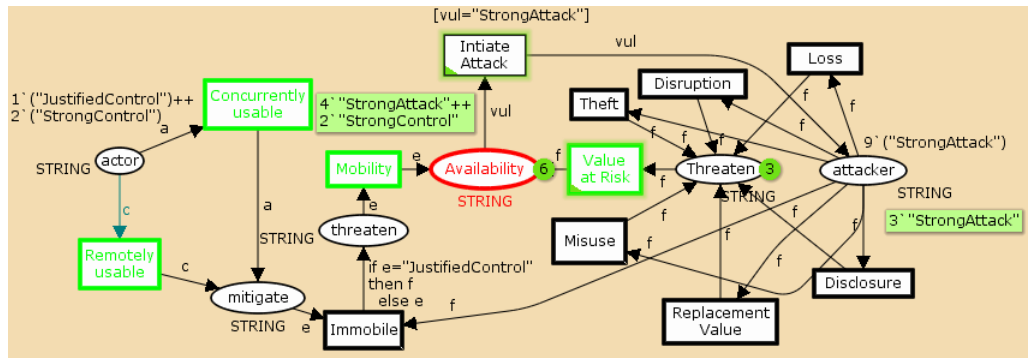 [vul="StrongAttack"]
Intiate
Attack
vul
Loss
Disruption
Theft
1`("JustifiedControl")++
2`("StrongControl")
Concurrently
usable
4`"StrongAttack"++
2`"StrongControl"
vul
f
f
f
f
f
f
9`("StrongAttack")
a
STRING
actor
Mobility
e
Availability
6
STRING
f
Value
at Risk
f
Threaten
3
STRING
attacker
STRING
3`"StrongAttack"
c
a
e
STRING
threaten
f
Misuse
f
f
f
f
Remotely
usable
c
if e="JustifiedControl"
then f
else e
f
Disclosure
mitigate
STRING
e
Immobile
Replacement
Value